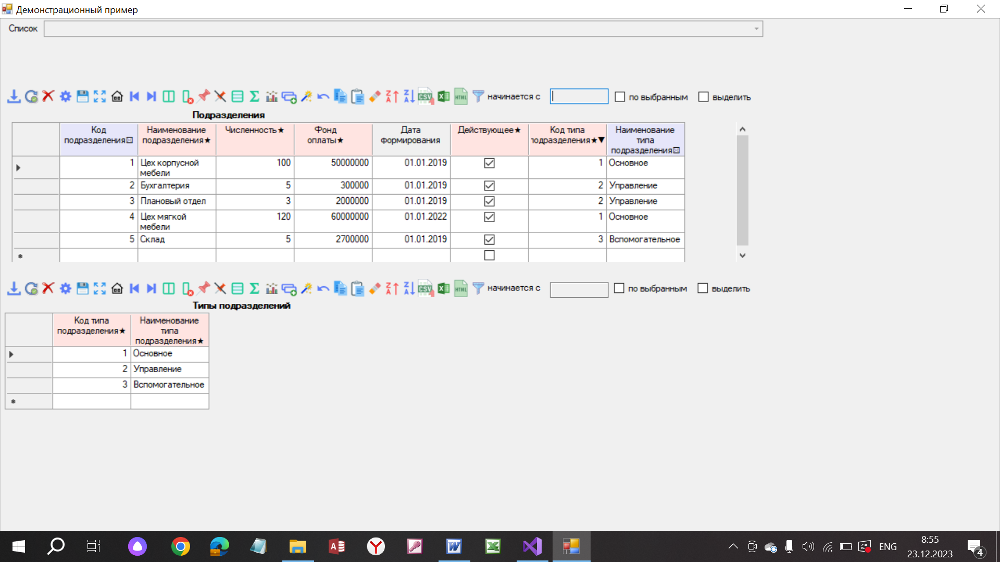 Демонстрационный пример
Список
CSV HTML начинается с по выбранным выделить
Подразделения
Код подразделения Наименование подразделения★ Численность★ Фонд оплаты★ Дата формирования Действующее★ Код типа подразделения★▼ Наименование типа подразделения
1 Цех корпусной мебели 100 50000000 01.01.2019 1 Основное
2 Бухгалтерия 5 300000 01.01.2019 2 Управление
3 Плановый отдел 3 2000000 01.01.2019 2 Управление
4 Цех мягкой мебели 120 60000000 01.01.2022 1 Основное
5 Склад 5 2700000 01.01.2019 3 Вспомогательное
CSV HTML начинается с по выбранным выделить
Типы подразделений
Код типа подразделения★ Наименование типа подразделения★
1 Основное
2 Управление
3 Вспомогательное
ENG
8:55
23.12.2023
4